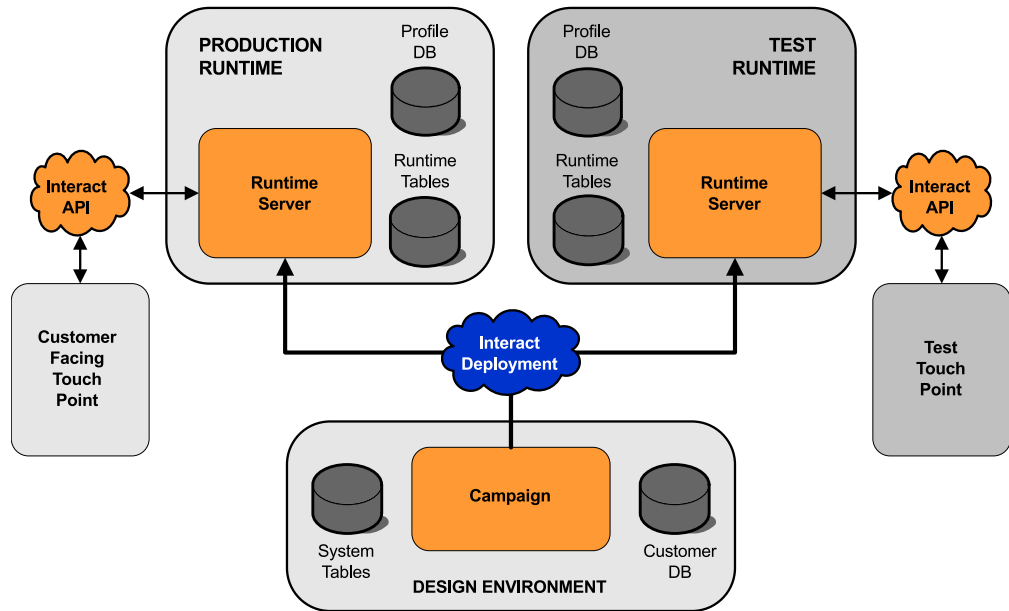 PRODUCTION
RUNTIME
Profile
DB
Runtime
Server
Runtime
Tables
Profile
DB
TEST
RUNTIME
Runtime
Tables
Runtime
Server
Interact
API
Interact
API
Customer
Facing
Touch
Point
Interact
Deployment
Test
Touch
Point
Campaign
System
Tables
Customer
DB
DESIGN ENVIRONMENT